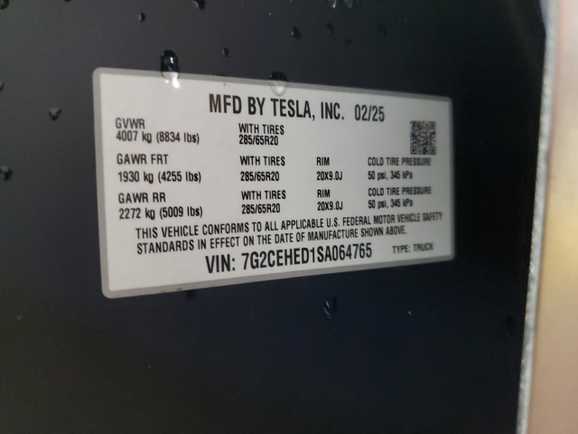 MFD BY TESLA, INC. 02/25
GVWR
4007 kg (8834 lbs) WITH TIRES 285/65R20
GAWR FRT WITH TIRES RIM COLD TIRE PRESSURE
1930 kg (4255 lbs) 285/65R20 20X9.0J 50 psi, 345 kPa
GAWR RR WITH TIRES RIM COLD TIRE PRESSURE
2272 kg (5009 lbs) 285/65R20 20X9.0J 50 psi, 345 kPa
THIS VEHICLE CONFORMS TO ALL APPLICABLE U.S. FEDERAL MOTOR VEHICLE SAFETY
STANDARDS IN EFFECT ON THE DATE OF MANUFACTURE SHOWN ABOVE.
VIN: 7G2CEHED1SA064765 TYPE: TRUCK